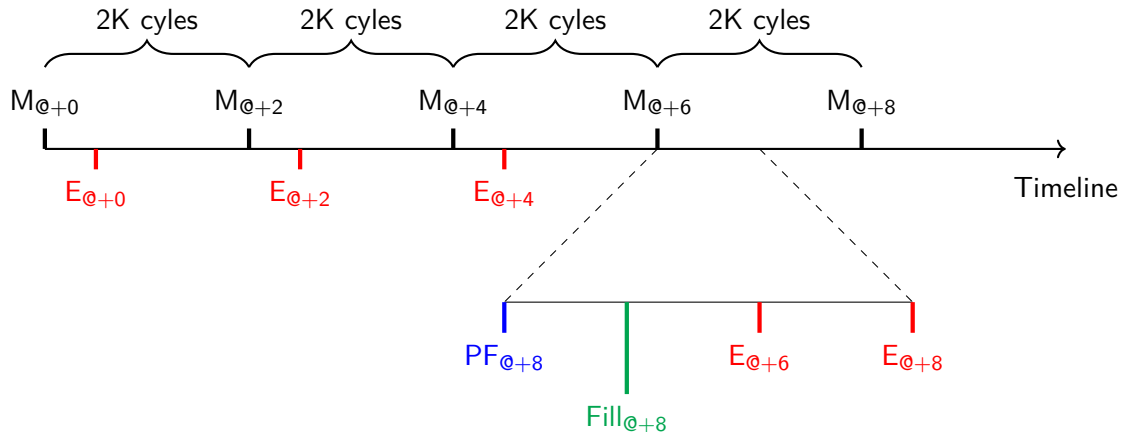 2K cyles 2K cyles 2K cyles 2K cyles
M@+0 M@+2 M@+4 M@+6 M@+8
E@+0 E@+2 E@+4
Timeline
PF@+8 E@+6 E@+8
Fill@+8